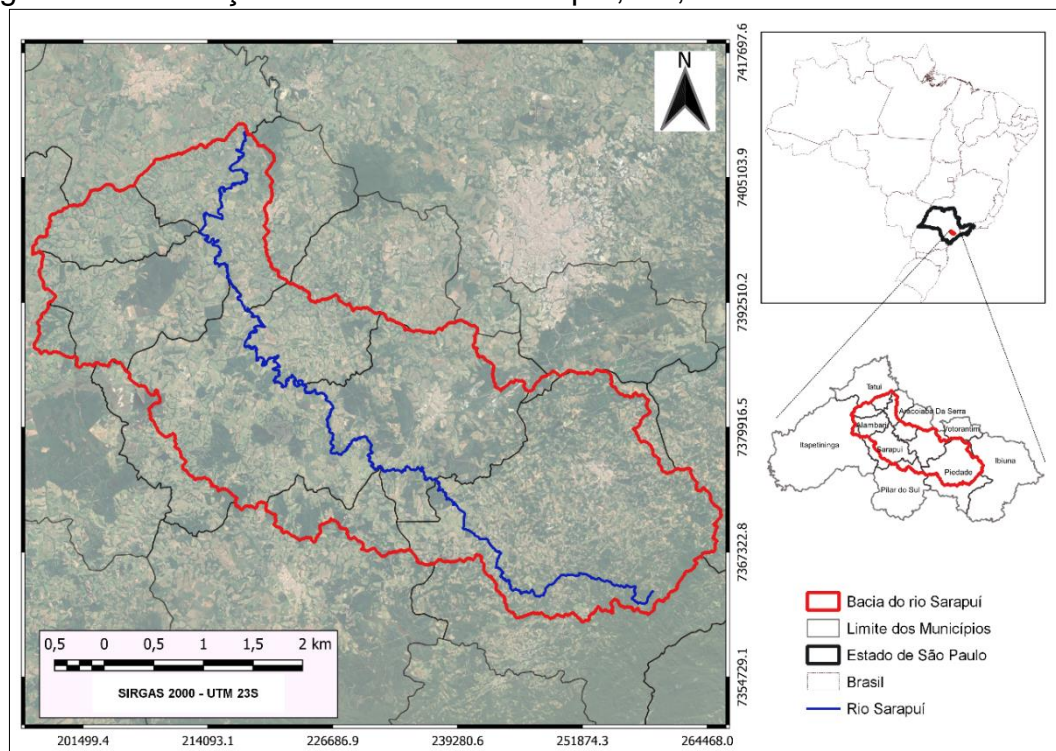 N
7417697.6
7405103.9
7392510.2
7379916.5
7367322.8
7354729.1
0,5 0 0,5 1 1,5 2 km
SIRGAS 2000 - UTM 23S
201499.4 214093.1 226686.9 239280.6 251874.3 264468.0
Tatuí
Aracoiaba Da Serra
Alambari
Votorantim
Itapetininga
Sarapuí
Ibiuna
Piedade
Pilar do Sul
Bacia do rio Sarapuí
Limite dos Municípios
Estado de São Paulo
Brasil
Rio Sarapuí